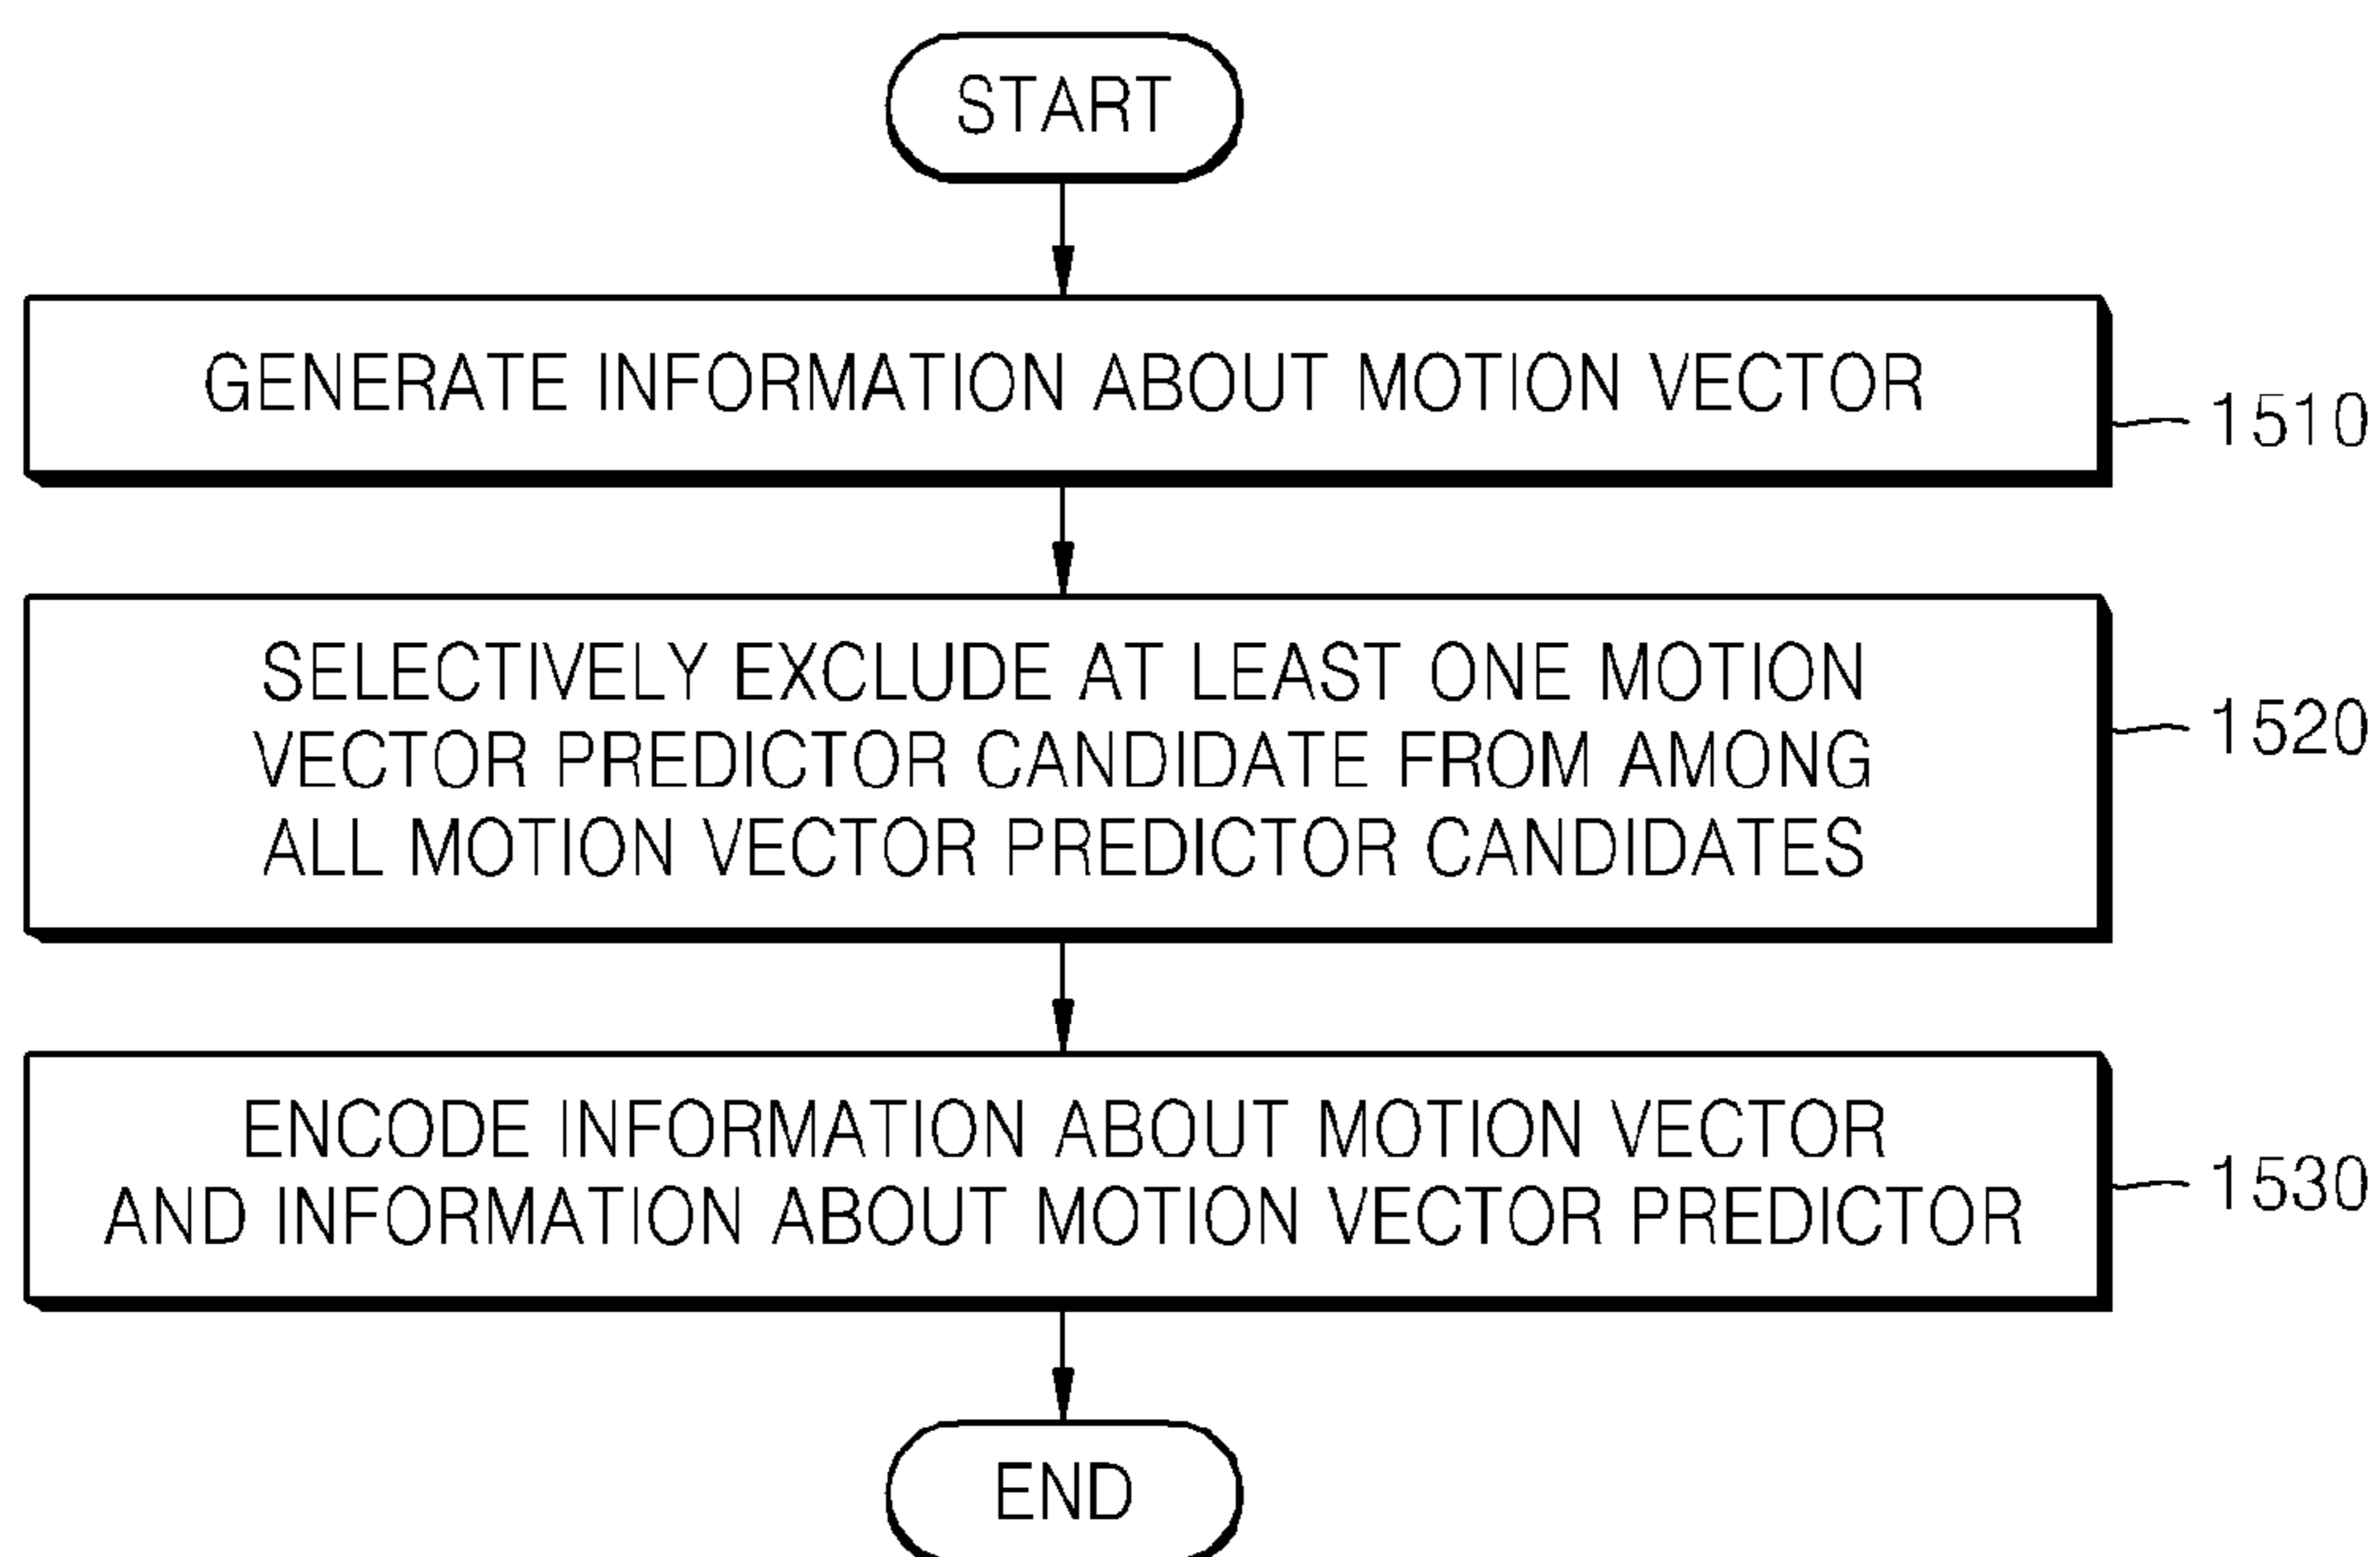 START
GENERATE INFORMATION ABOUT MOTION VECTOR
1510
SELECTIVELY EXCLUDE AT LEAST ONE MOTION
VECTOR PREDICTOR CANDIDATE FROM AMONG
ALL MOTION VECTOR PREDICTOR CANDIDATES
1520
ENCODE INFORMATION ABOUT MOTION VECTOR
AND INFORMATION ABOUT MOTION VECTOR PREDICTOR
1530
END